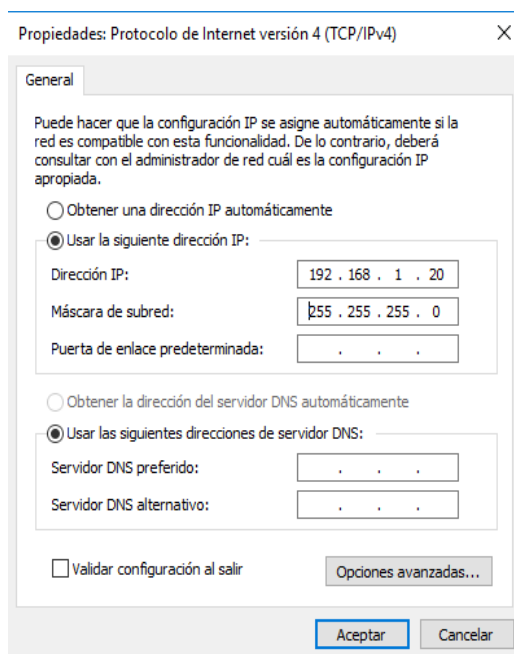 Propiedades: Protocolo de Internet versión 4 (TCP/IPv4)
General
Puede hacer que la configuración IP se asigne automáticamente si la
red es compatible con esta funcionalidad. De lo contrario, deberá
consultar con el administrador de red cuál es la configuración IP
apropiada.
Obtener una dirección IP automáticamente
Usar la siguiente dirección IP:
Dirección IP: 192 . 168 . 1 . 20
Máscara de subred: 255 . 255 . 255 . 0
Puerta de enlace predeterminada: . . .
Obtener la dirección del servidor DNS automáticamente
Usar las siguientes direcciones de servidor DNS:
Servidor DNS preferido: . . .
Servidor DNS alternativo: . . .
Validar configuración al salir Opciones avanzadas...
Aceptar Cancelar